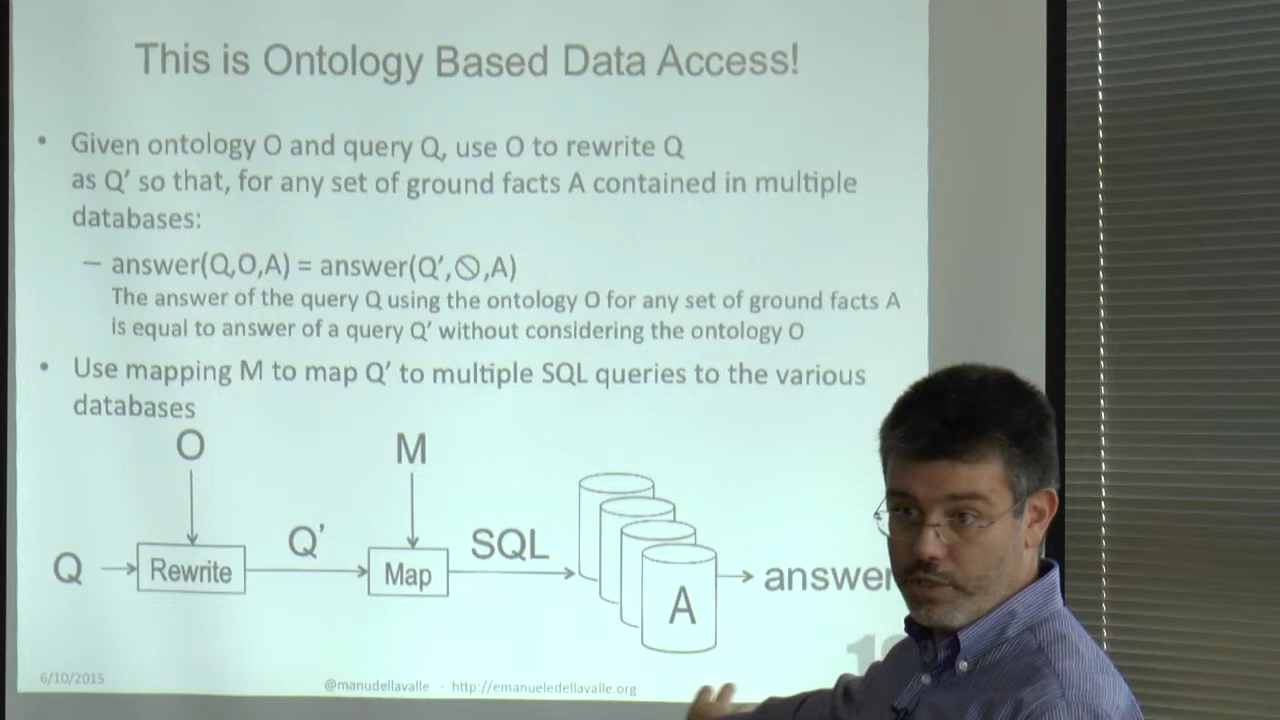 This is Ontology Based Data Access!
• Given ontology O and query Q, use O to rewrite Q
as Q’ so that, for any set of ground facts A contained in multiple
databases:
– answer(Q,O,A) = answer(Q’,⃠,A)
The answer of the query Q using the ontology O for any set of ground facts A
is equal to answer of a query Q’ without considering the ontology O
• Use mapping M to map Q’ to multiple SQL queries to the various
databases
O M
Q Rewrite Q’ Map SQL A answer
6/10/2015 @manudellavalle - http://emanueledellavalle.org